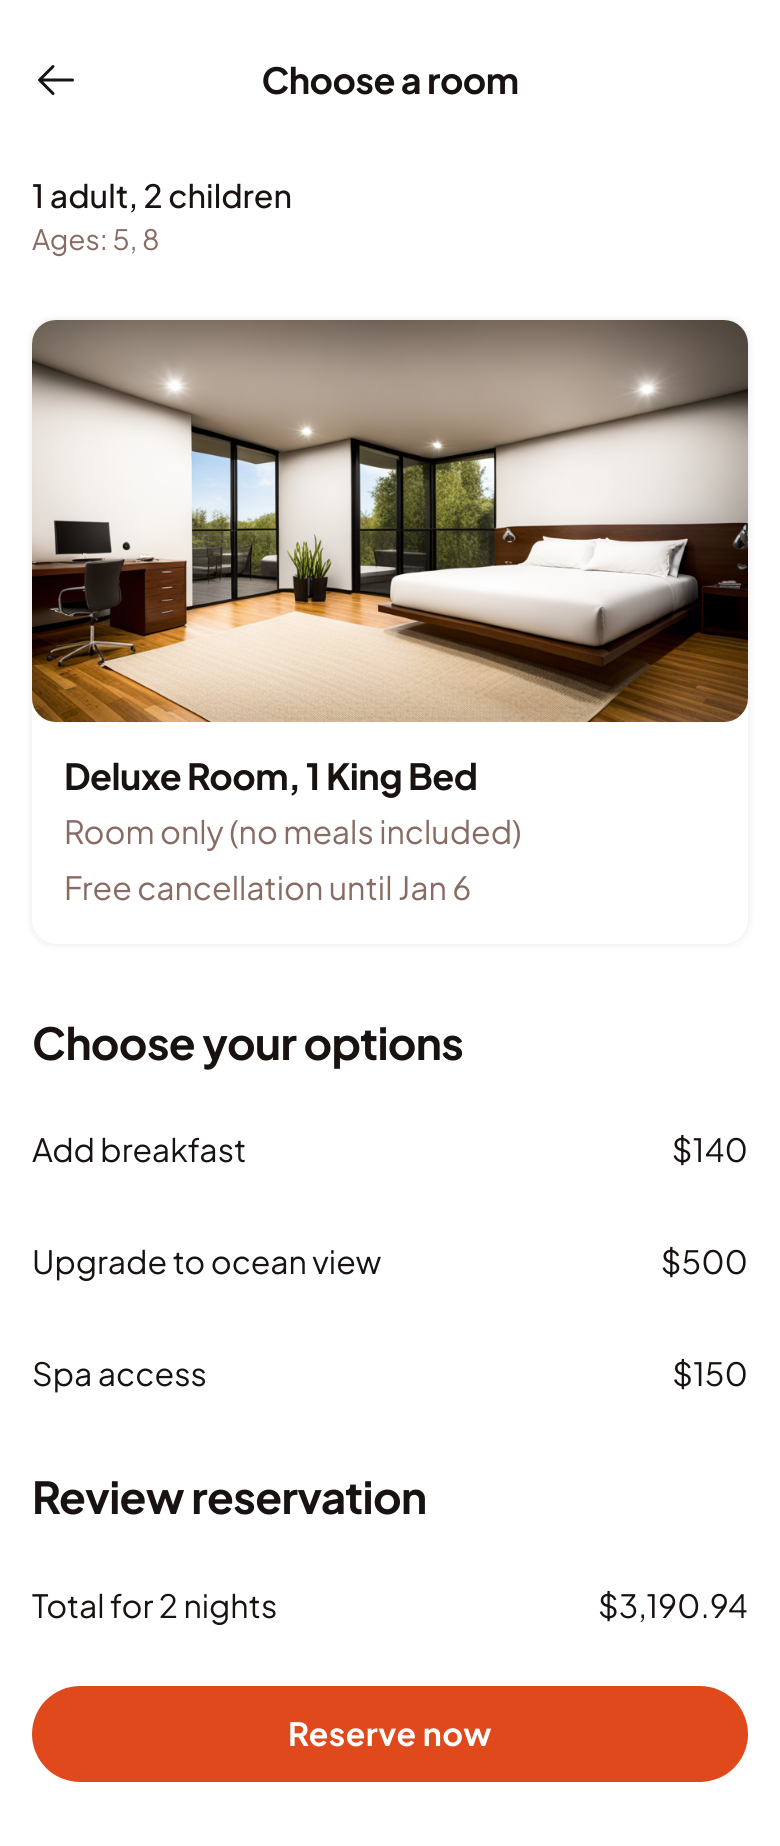 Choose a room
1 adult, 2 children
Ages: 5, 8
Deluxe Room, 1 King Bed
Room only (no meals included)
Free cancellation until Jan 6
Choose your options
Add breakfast $140
Upgrade to ocean view $500
Spa access $150
Review reservation
Total for 2 nights $3,190.94
Reserve now